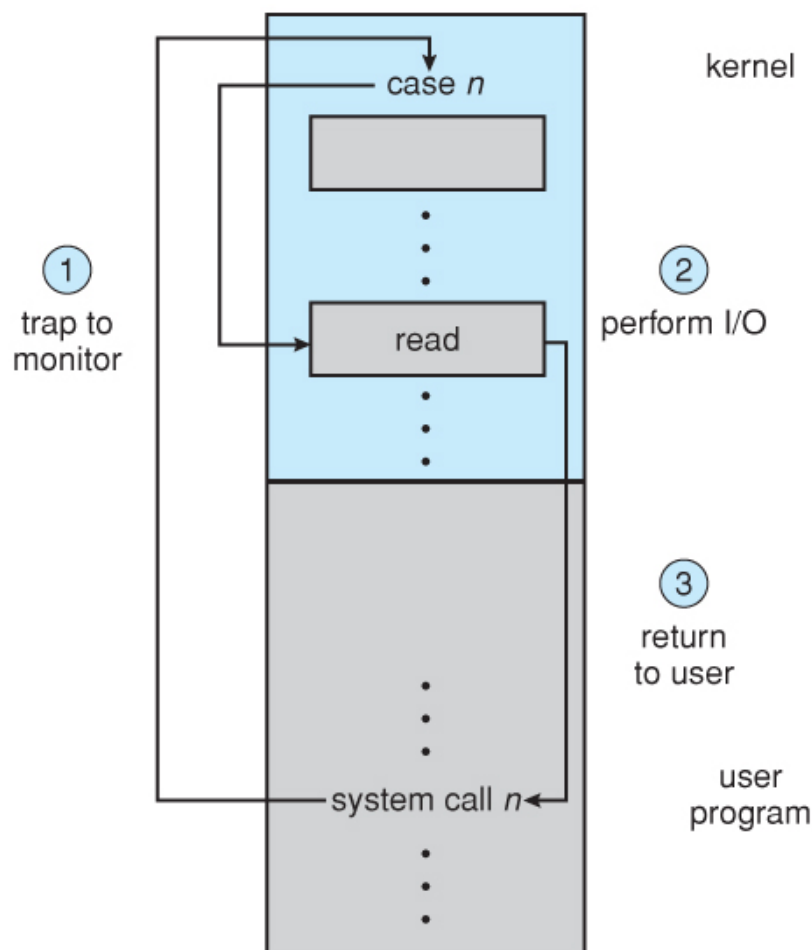 kernel
case n
1
trap to
monitor
2
perform I/O
read
3
return
to user
system call n
user
program